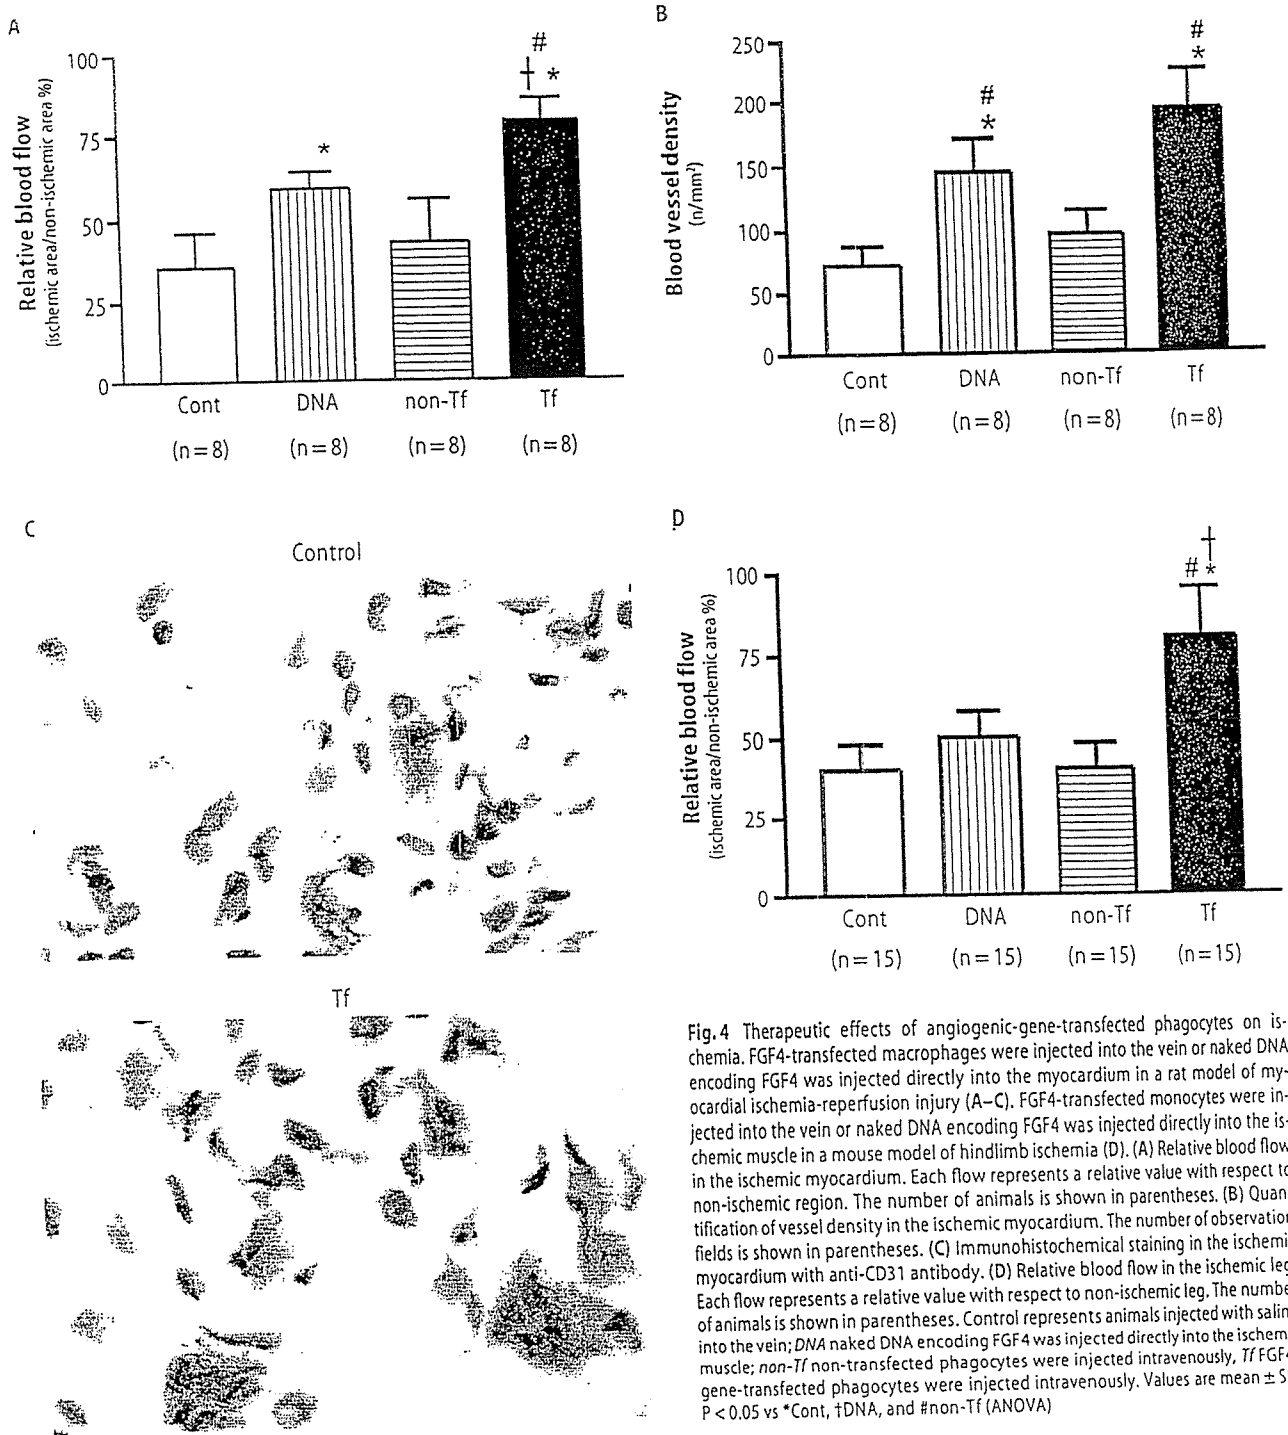 A
100
75
50
25
0
Relative blood flow
(ischemic area/non-ischemic area %)
*
#
† *
Cont
DNA
non-Tf
Tf
(n=8)
(n=8)
(n=8)
(n=8)
B
250
200
150
100
50
0
Blood vessel density
(n/mm²)
#
*
#
*
Cont
DNA
non-Tf
Tf
(n=8)
(n=8)
(n=8)
(n=8)
C
Control
Tf
D
100
75
50
25
0
Relative blood flow
(ischemic area/non-ischemic area %)
†
# *
Cont
DNA
non-Tf
Tf
(n=15)
(n=15)
(n=15)
(n=15)
Fig. 4 Therapeutic effects of angiogenic-gene-transfected phagocytes on is-
chemia. FGF4-transfected macrophages were injected into the vein or naked DNA
encoding FGF4 was injected directly into the myocardium in a rat model of my-
ocardial ischemia-reperfusion injury (A–C). FGF4-transfected monocytes were in-
jected into the vein or naked DNA encoding FGF4 was injected directly into the is-
chemic muscle in a mouse model of hindlimb ischemia (D). (A) Relative blood flow
in the ischemic myocardium. Each flow represents a relative value with respect to
non-ischemic region. The number of animals is shown in parentheses. (B) Quan-
tification of vessel density in the ischemic myocardium. The number of observation
fields is shown in parentheses. (C) Immunohistochemical staining in the ischemi
myocardium with anti-CD31 antibody. (D) Relative blood flow in the ischemic leg
Each flow represents a relative value with respect to non-ischemic leg. The numbe
of animals is shown in parentheses. Control represents animals injected with salin
into the vein; DNA naked DNA encoding FGF4 was injected directly into the ischem
muscle; non-Tf non-transfected phagocytes were injected intravenously, Tf FGF4
gene-transfected phagocytes were injected intravenously. Values are mean ± S
P < 0.05 vs *Cont, †DNA, and #non-Tf (ANOVA)